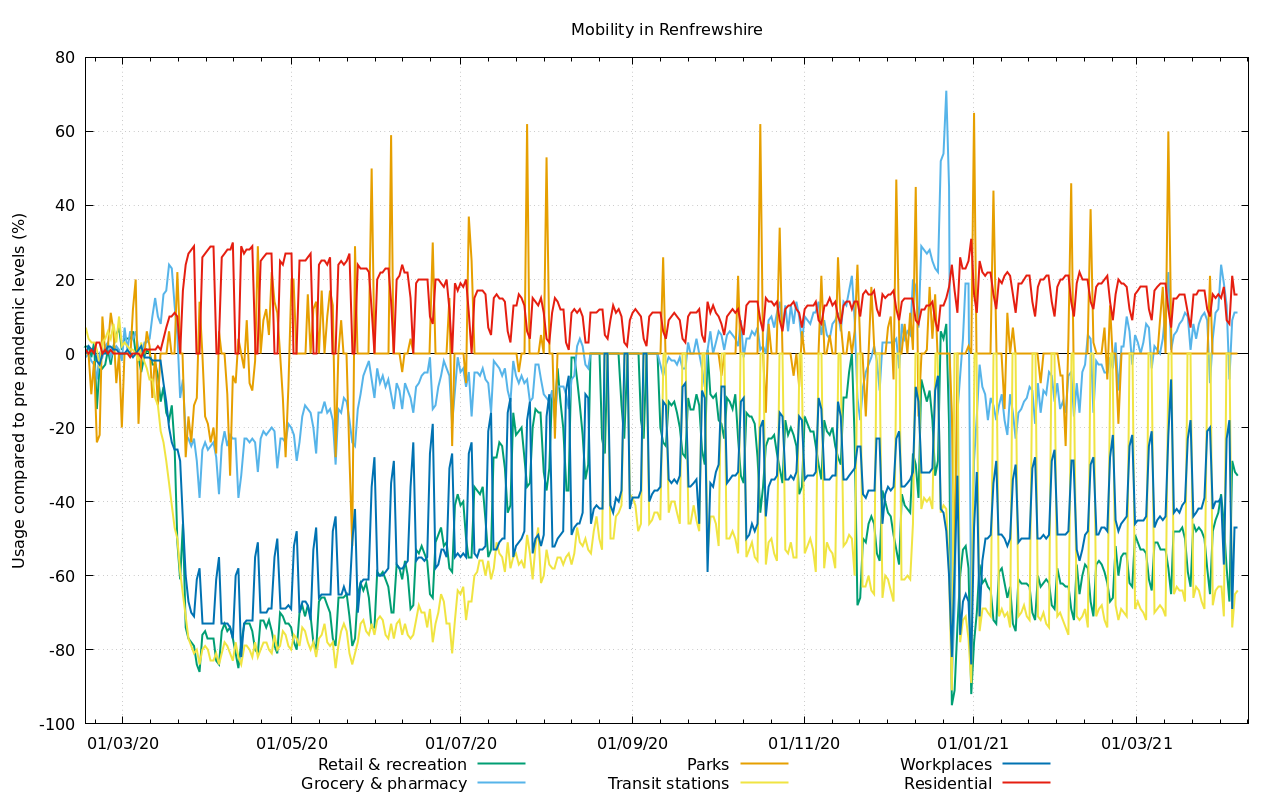 Mobility in Renfrewshire
Usage compared to pre pandemic levels (%)
80
60
40
20
0
-20
-40
-60
-80
-100
01/03/20 01/05/20 01/07/20 01/09/20 01/11/20 01/01/21 01/03/21
Retail & recreation Parks Workplaces
Grocery & pharmacy Transit stations Residential